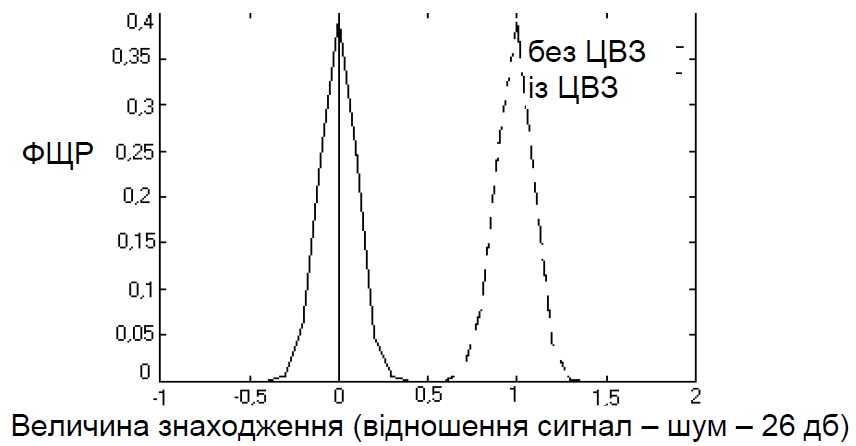 0,4
0,35
0,3
0,25
0,2
0,15
0,1
0,05
0
ФЩР
без ЦВЗ
із ЦВЗ
-1 -0,5 0 0,5 1 1,5 2
Величина знаходження (відношення сигнал – шум – 26 дб)